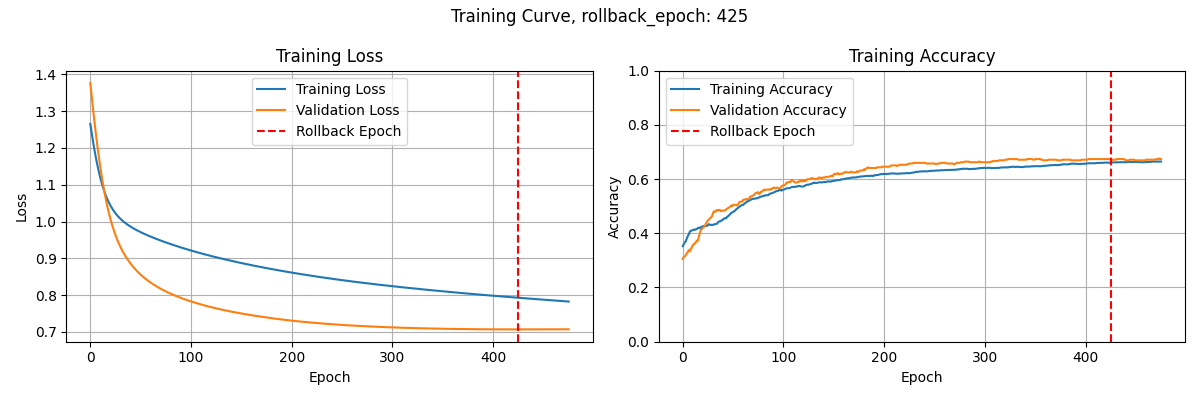 Training Curve, rollback_epoch: 425
Training Loss
1.4
1.3
1.2
1.1
1.0
0.9
0.8
0.7
Loss
Training Loss
Validation Loss
Rollback Epoch
0 100 200 300 400
Epoch
Training Accuracy
1.0
0.8
0.6
0.4
0.2
0.0
Accuracy
Training Accuracy
Validation Accuracy
Rollback Epoch
0 100 200 300 400
Epoch